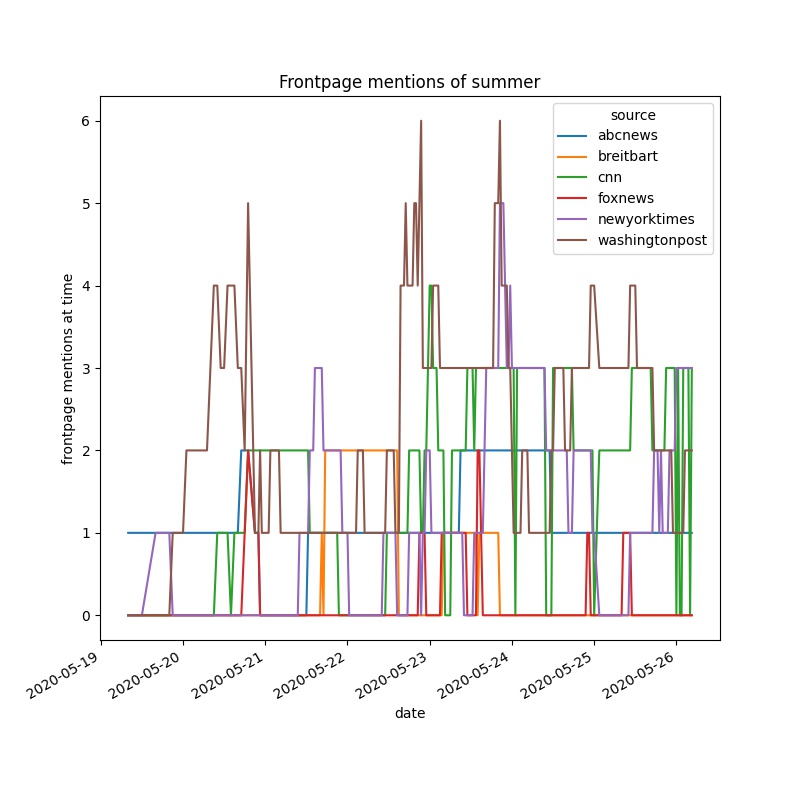 Frontpage mentions of summer
source
abcnews
breitbart
cnn
foxnews
newyorktimes
washingtonpost
frontpage mentions at time
6
5
4
3
2
1
0
2020-05-19
2020-05-20
2020-05-21
2020-05-22
2020-05-23
2020-05-24
2020-05-25
2020-05-26
date